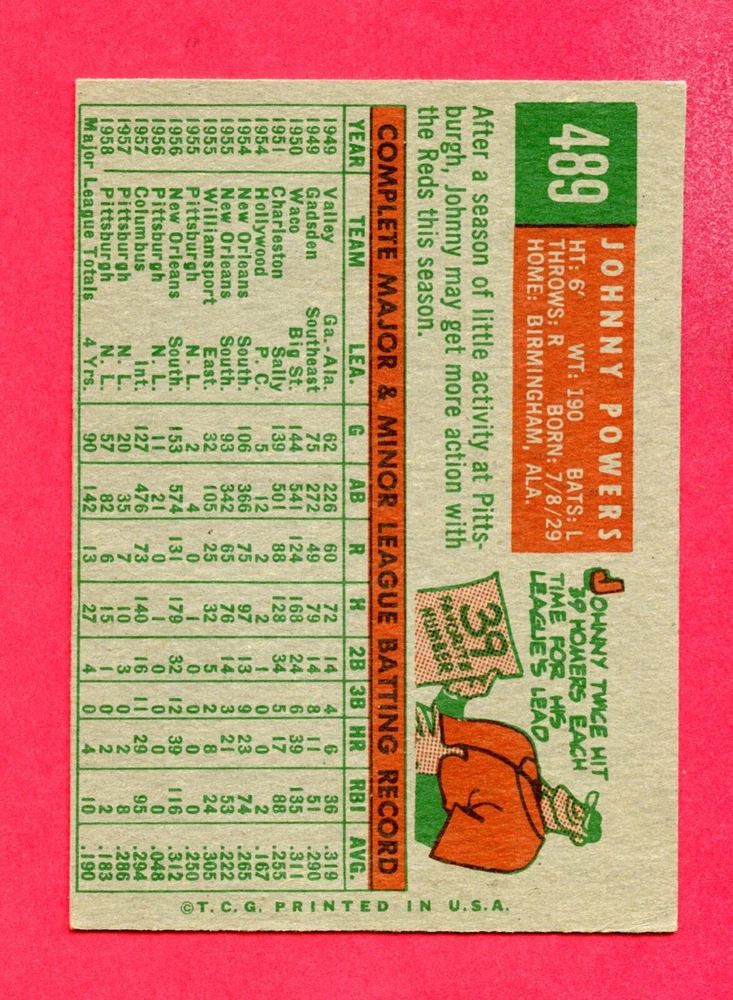 489
JOHNNY POWERS
HT: 6' WT: 190 BATS: L
THROWS: R BORN: 7/8/29
HOME: BIRMINGHAM, ALA.
After a season of little activity at Pitts-
burgh, Johnny may get more action with
the Reds this season.
JOHNNY TWICE HIT
39 HOMERS EACH
TIME FOR HIS
LEAGUE'S LEAD
39
FAVORITE
NUMBER
COMPLETE MAJOR & MINOR LEAGUE BATTING RECORD
YEAR TEAM LEA. G AB R H 2B 3B HR RBI AVG.
1949 Valley Ga.-Ala. 62 226 60 72 14 4 6 36 .319
1949 Gadsden Southeast 75 272 49 79 14 8 11 51 .290
1950 Waco Big St. 144 541 124 168 24 6 39 135 .311
1951 Charleston Sally 139 501 88 128 34 5 17 88 .255
1954 Hollywood P. C. 5 12 2 2 1 0 0 2 .167
1954 New Orleans South. 106 366 75 97 13 9 23 74 .265
1955 New Orleans South. 93 342 65 76 14 3 21 53 .222
1955 Williamsport East. 32 105 25 32 5 2 8 24 .305
1955 Pittsburgh N. L. 2 4 0 1 0 0 0 0 .250
1956 New Orleans South. 153 574 131 179 32 12 39 116 .312
1956 Pittsburgh N. L. 11 21 0 1 0 0 0 0 .048
1957 Columbus Int. 127 476 73 140 16 11 29 95 .294
1957 Pittsburgh N. L. 20 35 7 10 3 0 2 8 .286
1958 Pittsburgh N. L. 57 82 6 15 1 0 2 2 .183
Major League Totals 4 Yrs. 90 142 13 27 4 0 4 10 .190
©T.C.G. PRINTED IN U.S.A.